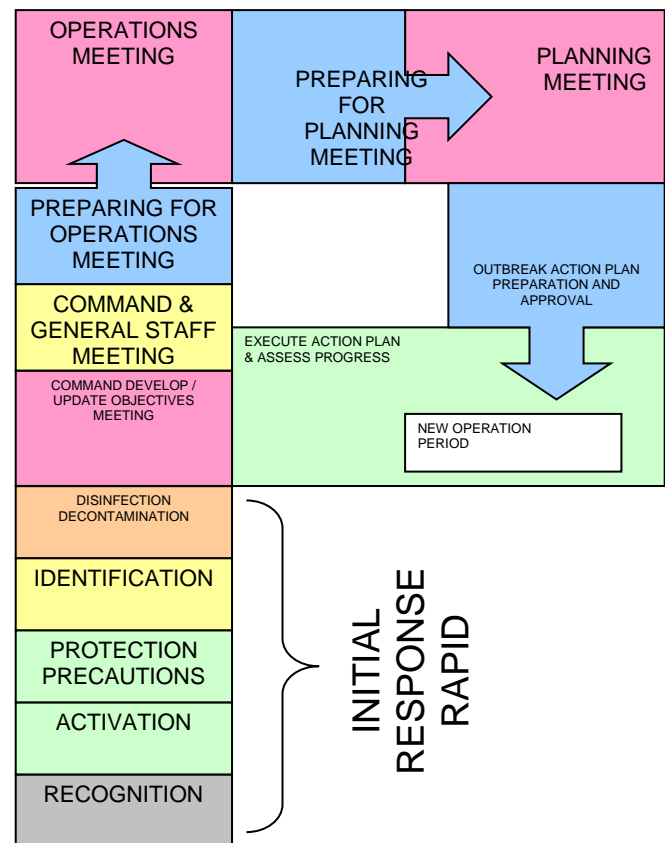 OPERATIONS
MEETING
PREPARING
FOR
PLANNING
MEETING
PLANNING
MEETING
PREPARING FOR
OPERATIONS
MEETING
OUTBREAK ACTION PLAN
PREPARATION AND
APPROVAL
COMMAND &
GENERAL STAFF
MEETING
EXECUTE ACTION PLAN
& ASSESS PROGRESS
COMMAND DEVELOP /
UPDATE OBJECTIVES
MEETING
NEW OPERATION
PERIOD
DISINFECTION
DECONTAMINATION
IDENTIFICATION
PROTECTION
PRECAUTIONS
ACTIVATION
RECOGNITION
INITIAL
RESPONSE
RAPID